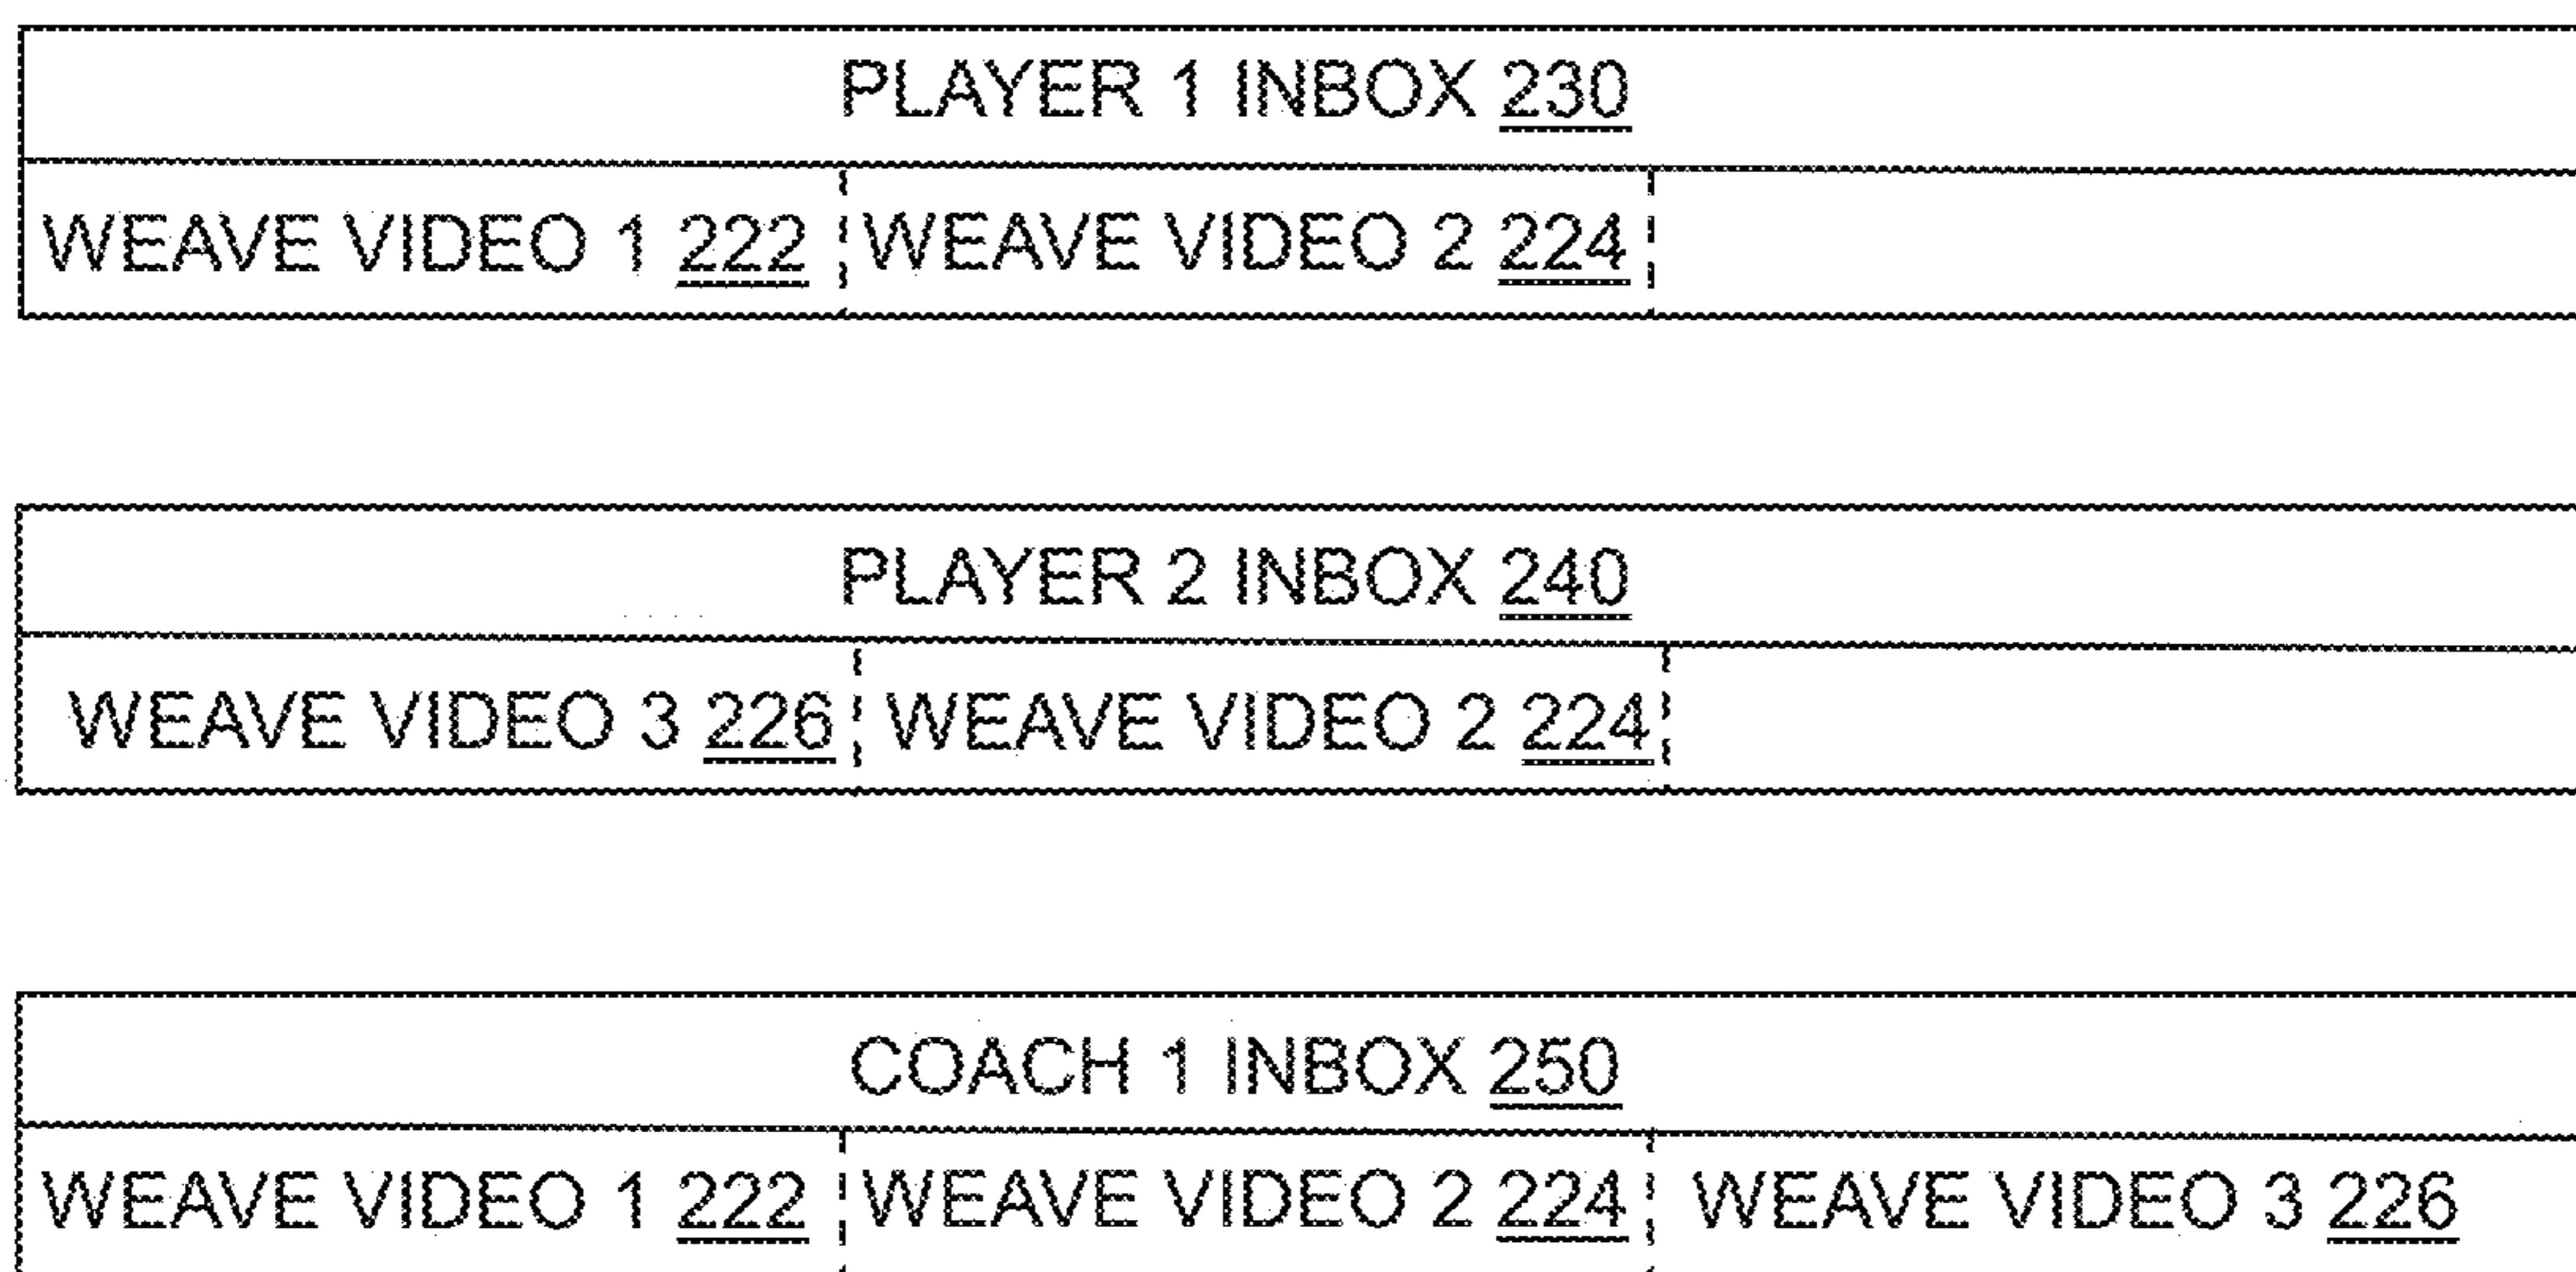 PLAYER 1 INBOX 230
WEAVE VIDEO 1 222 WEAVE VIDEO 2 224
PLAYER 2 INBOX 240
WEAVE VIDEO 3 226 WEAVE VIDEO 2 224
COACH 1 INBOX 250
WEAVE VIDEO 1 222 WEAVE VIDEO 2 224 WEAVE VIDEO 3 226